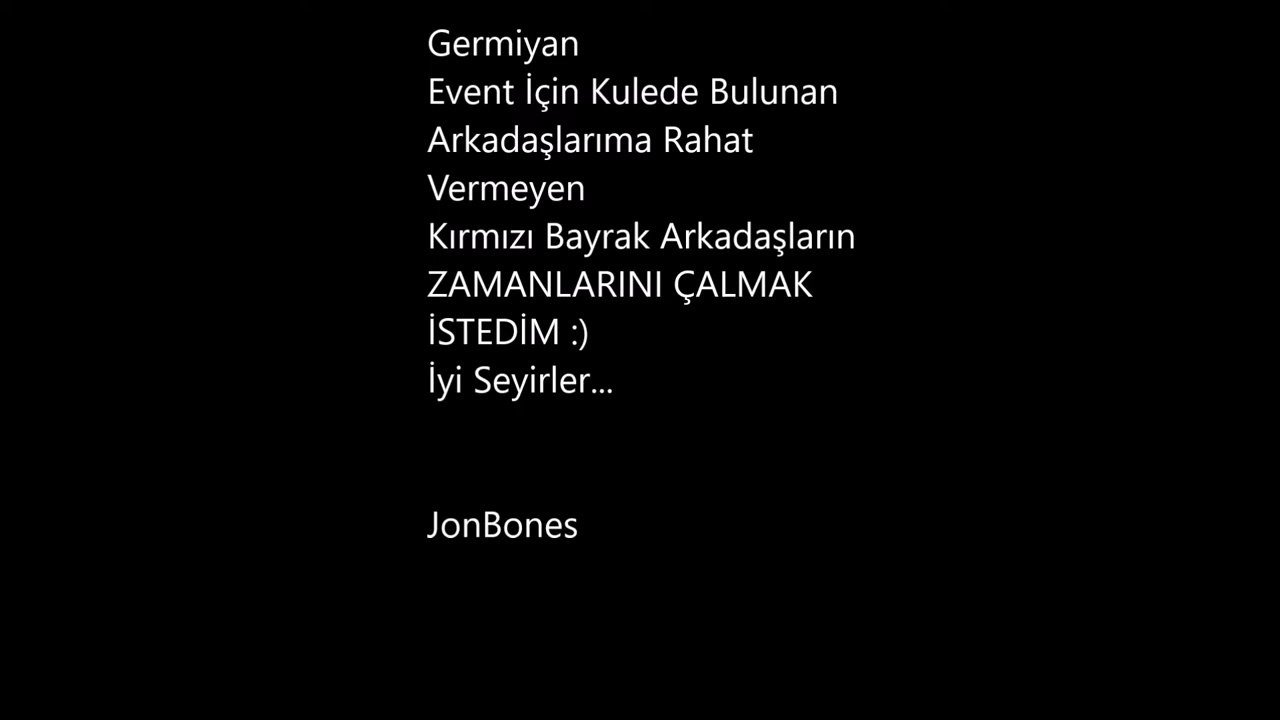 Germiyan
Event İçin Kulede Bulunan
Arkadaşlarıma Rahat
Vermeyen
Kırmızı Bayrak Arkadaşların
ZAMANLARINI ÇALMAK
İSTEDİM :)
İyi Seyirler...
JonBones